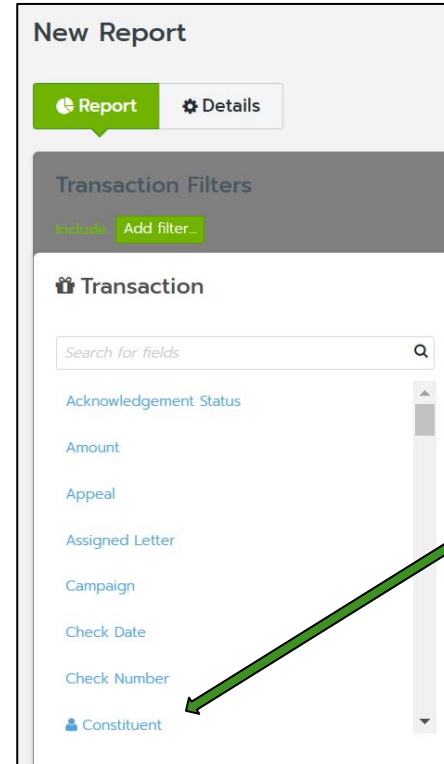 New Report
Report Details
Transaction Filters
Include Add filter...
Transaction
Search for fields
Acknowledgement Status
Amount
Appeal
Assigned Letter
Campaign
Check Date
Check Number
Constituent